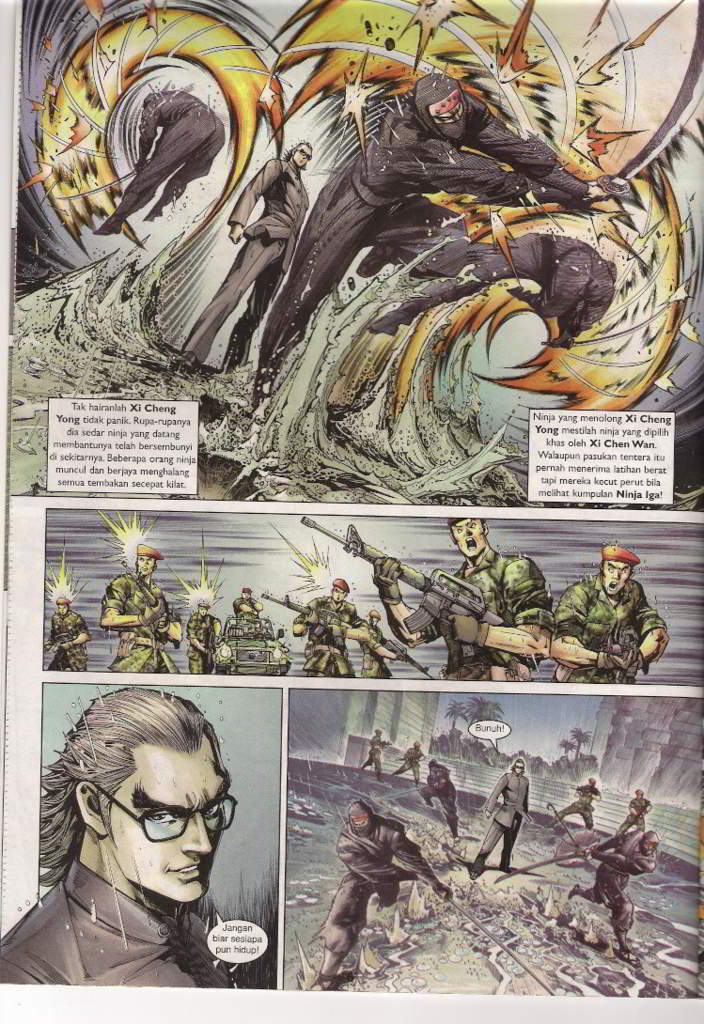 Tak hairanlah Xi Cheng
Yong tidak panik. Rupa-rupanya
dia sedar ninja yang datang
membantunya telah bersembunyi
di sekitarnya. Beberapa orang ninja
muncul dan berjaya menghalang
semua tembakan secepat kilat.
Ninja yang menolong Xi Cheng
Yong mestilah ninja yang dipilih
khas oleh Xi Chen Wan.
Walaupun pasukan tentera itu
pernah menerima latihan berat
tapi mereka kecut perut bila
melihat kumpulan Ninja Iga!
Jangan
biar sesiapa
pun hidup!
Bunuh!